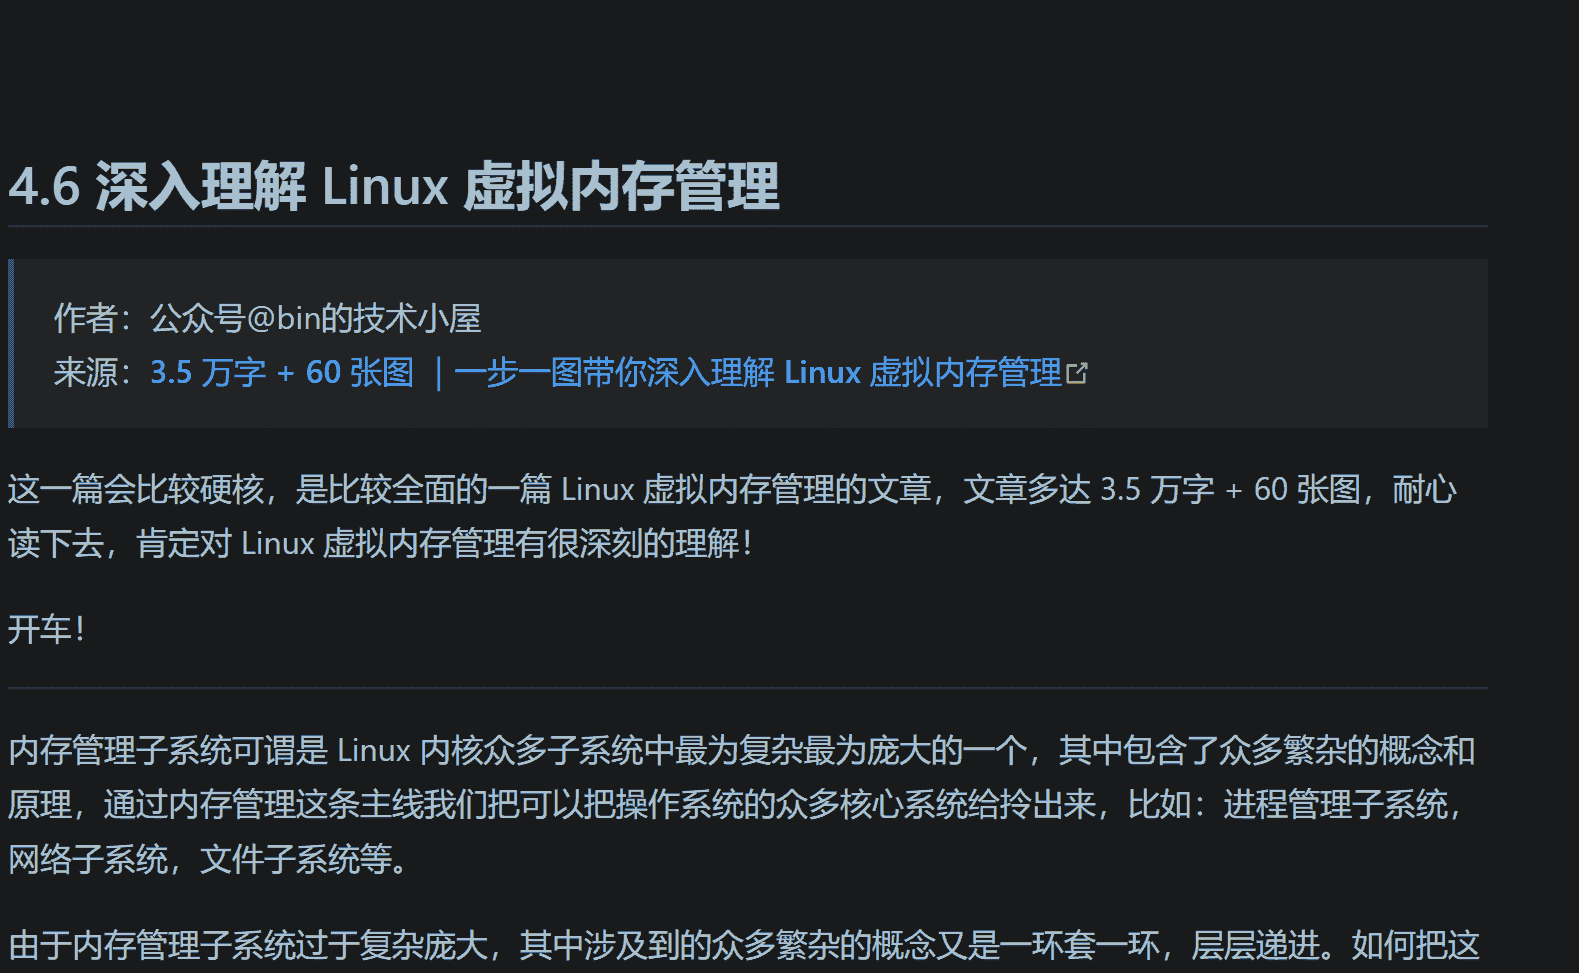 4.6 深入理解 Linux 虚拟内存管理
作者：公众号@bin的技术小屋
来源：3.5 万字 + 60 张图 ｜一步一图带你深入理解 Linux 虚拟内存管理
这一篇会比较硬核，是比较全面的一篇 Linux 虚拟内存管理的文章，文章多达 3.5 万字 + 60 张图，耐心
读下去，肯定对 Linux 虚拟内存管理有很深刻的理解！
开车！
内存管理子系统可谓是 Linux 内核众多子系统中最为复杂最为庞大的一个，其中包含了众多繁杂的概念和
原理，通过内存管理这条主线我们把可以把操作系统的众多核心系统给拎出来，比如：进程管理子系统，
网络子系统，文件子系统等。
由于内存管理子系统过于复杂庞大，其中涉及到的众多繁杂的概念又是一环套一环，层层递进。如何把这